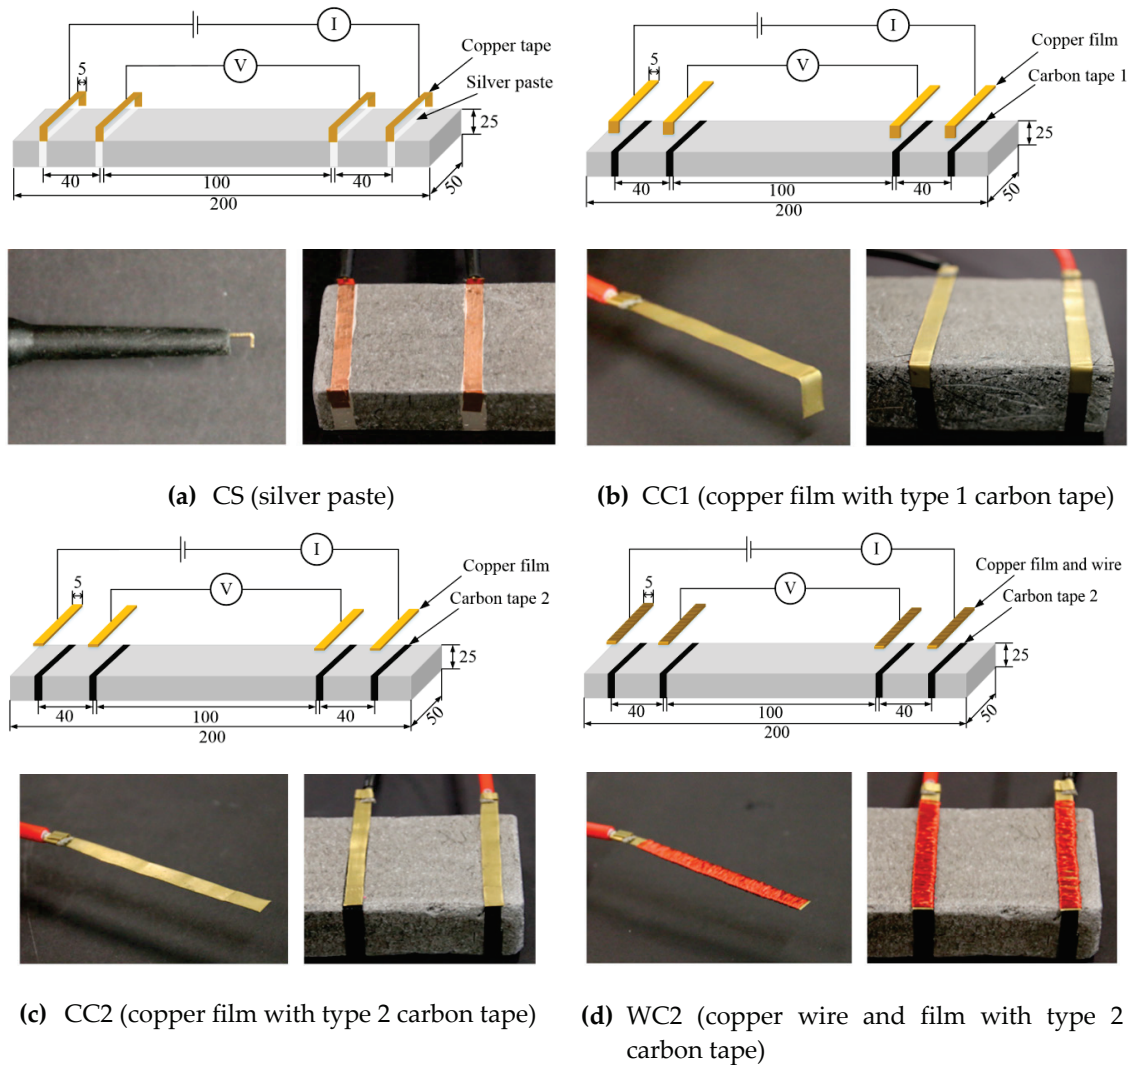 I
V
Copper tape
Silver paste
5
25
50
40
100
40
200
I
V
Copper film
Carbon tape 1
5
25
50
40
100
40
200
(a) CS (silver paste)
(b) CC1 (copper film with type 1 carbon tape)
I
V
Copper film
Carbon tape 2
5
25
50
40
100
40
200
I
V
Copper film and wire
Carbon tape 2
5
25
50
40
100
40
200
(c) CC2 (copper film with type 2 carbon tape)
(d) WC2 (copper wire and film with type 2
carbon tape)